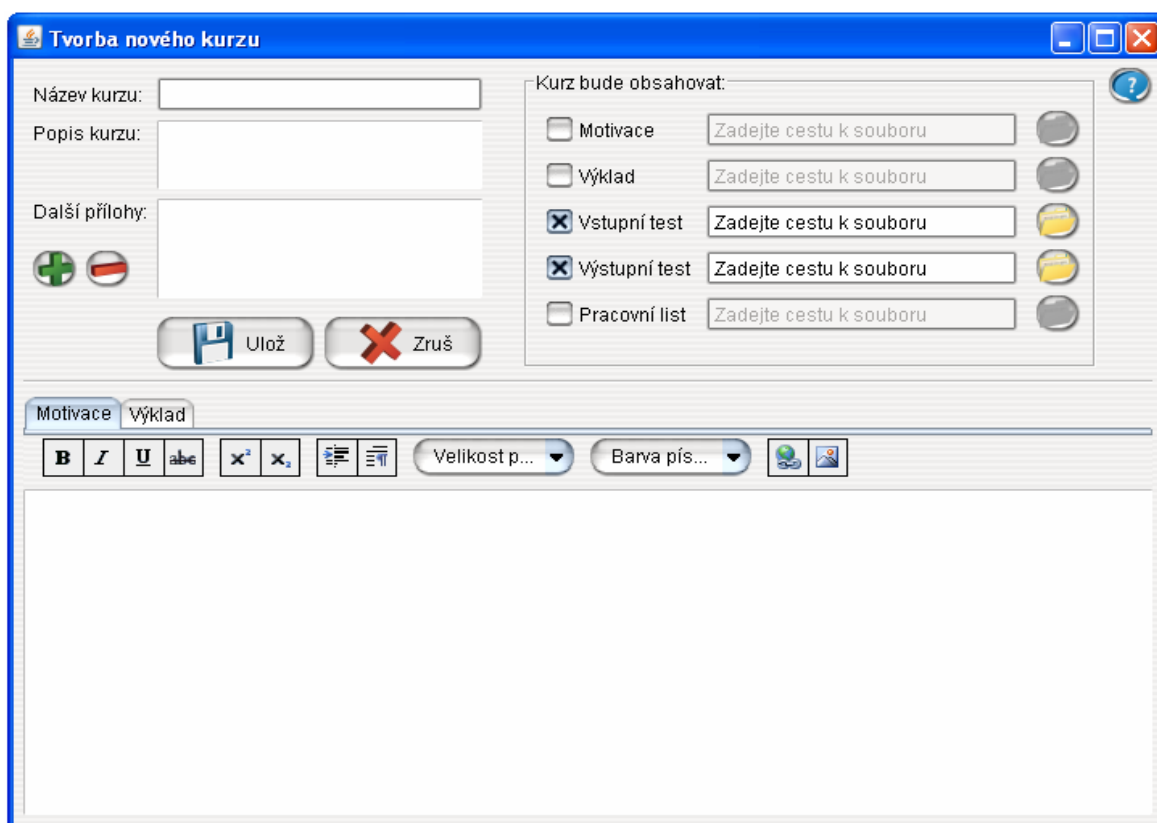 Tvorba nového kurzu
Název kurzu:
Popis kurzu:
Další přílohy:
Ulož
Zruš
Kurz bude obsahovat:
Motivace Zadejte cestu k souboru
Výklad Zadejte cestu k souboru
Vstupní test Zadejte cestu k souboru
Výstupní test Zadejte cestu k souboru
Pracovní list Zadejte cestu k souboru
Motivace Výklad
B I U abc x² x₂ Velikost p... Barva pís...